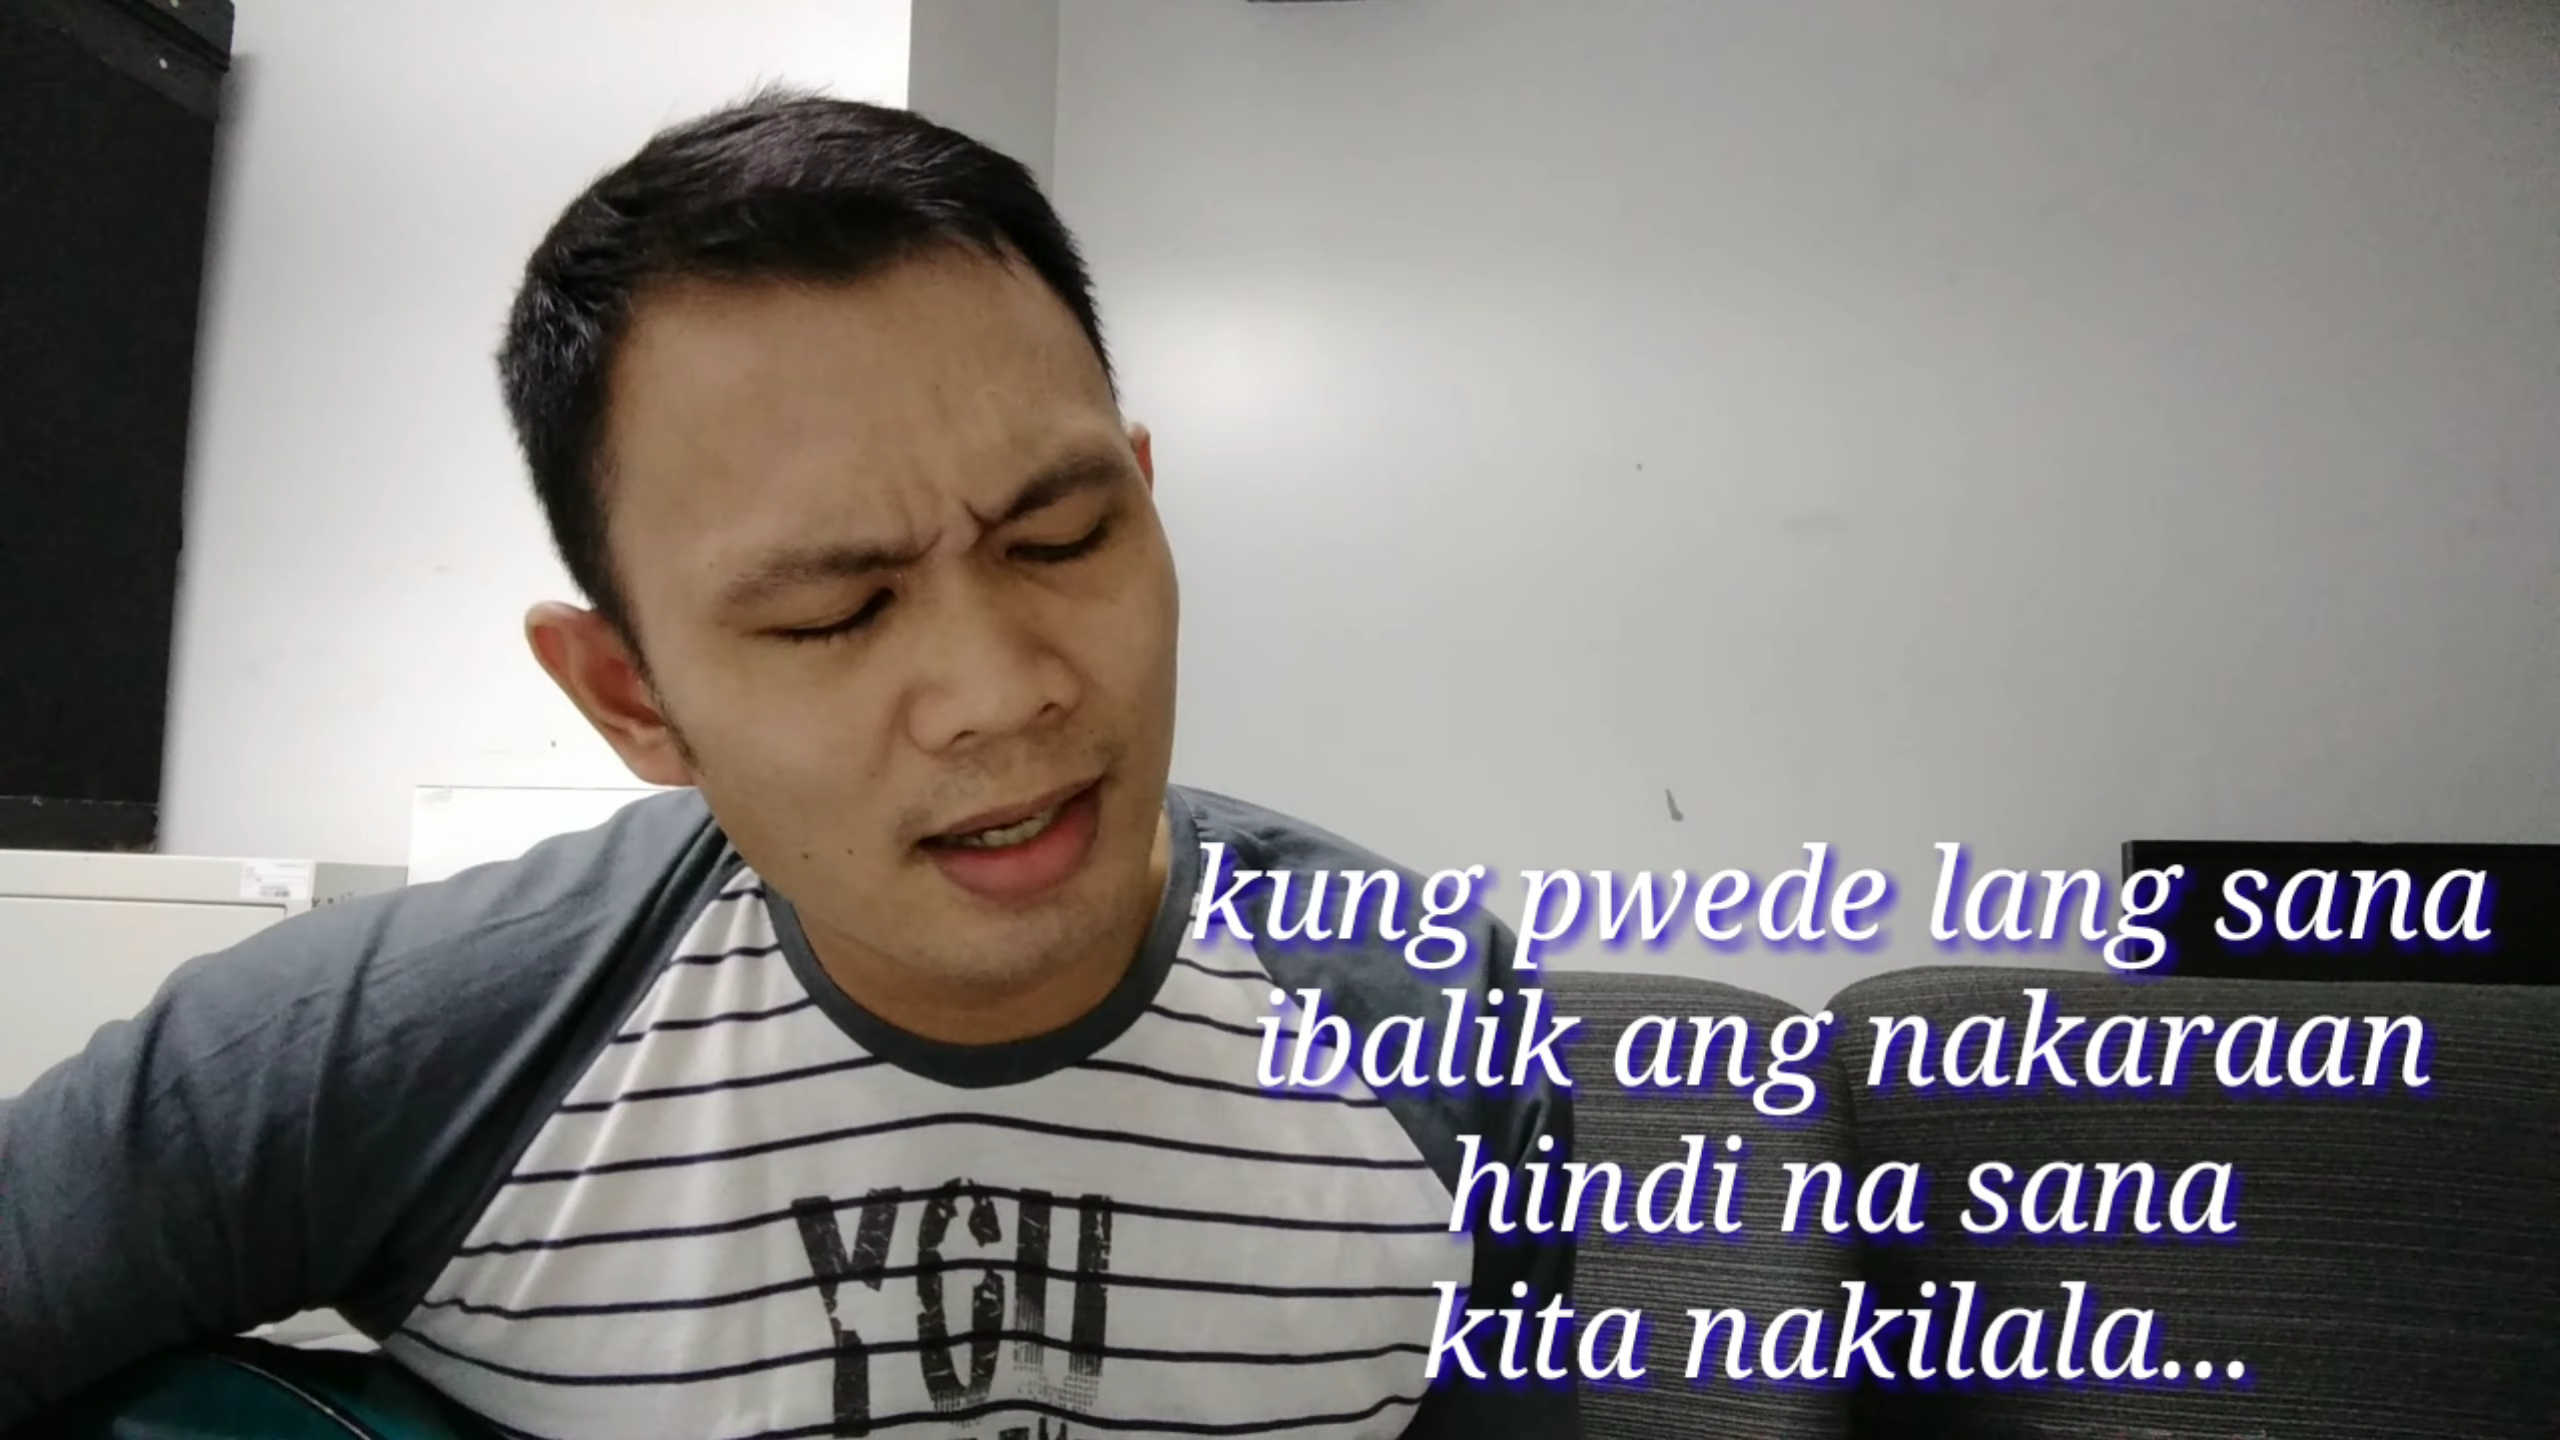 kung pwede lang sana
ibalik ang nakaraan
hindi na sana
kita nakilala...